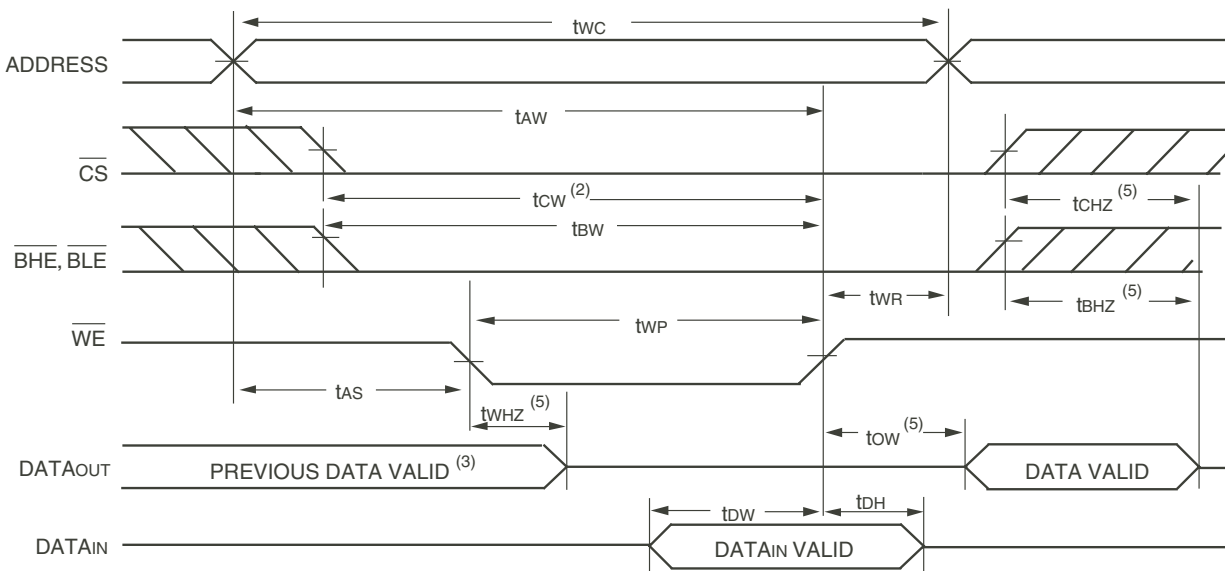 tWC
ADDRESS
tAW
CS
tCW (2)
tCHZ (5)
tBW
BHE, BLE
tWR
tBHZ (5)
tWP
WE
tAS
tWHZ (5)
tOW (5)
DATAOUT
PREVIOUS DATA VALID (3)
DATA VALID
tDW
tDH
DATAIN
DATAIN VALID